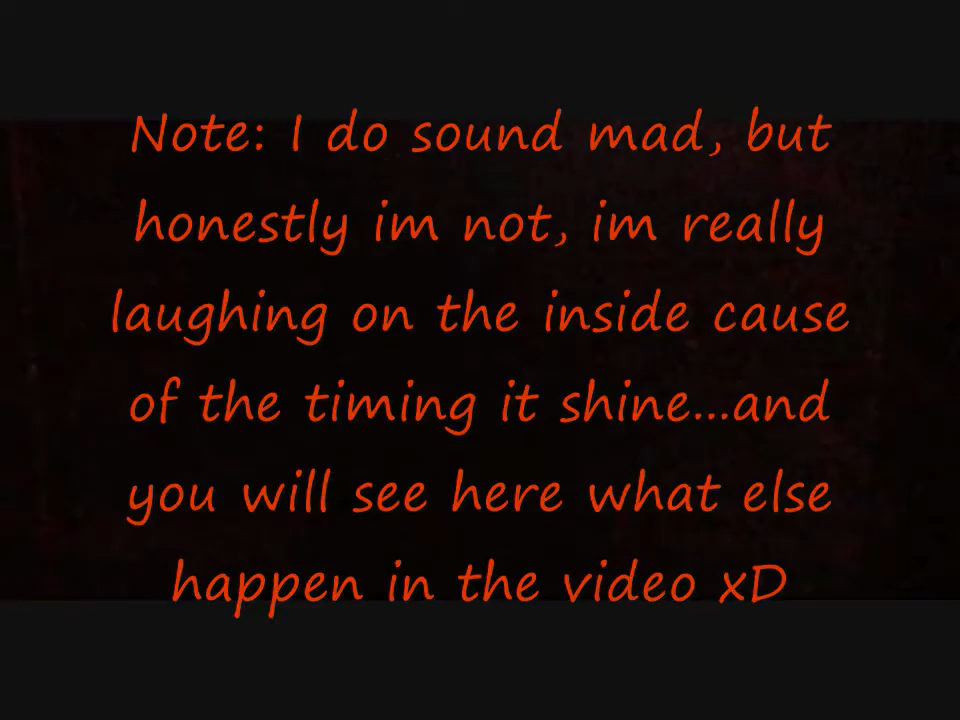 Note: I do sound mad, but
honestly im not, im really
laughing on the inside cause
of the timing it shine...and
you will see here what else
happen in the video xD